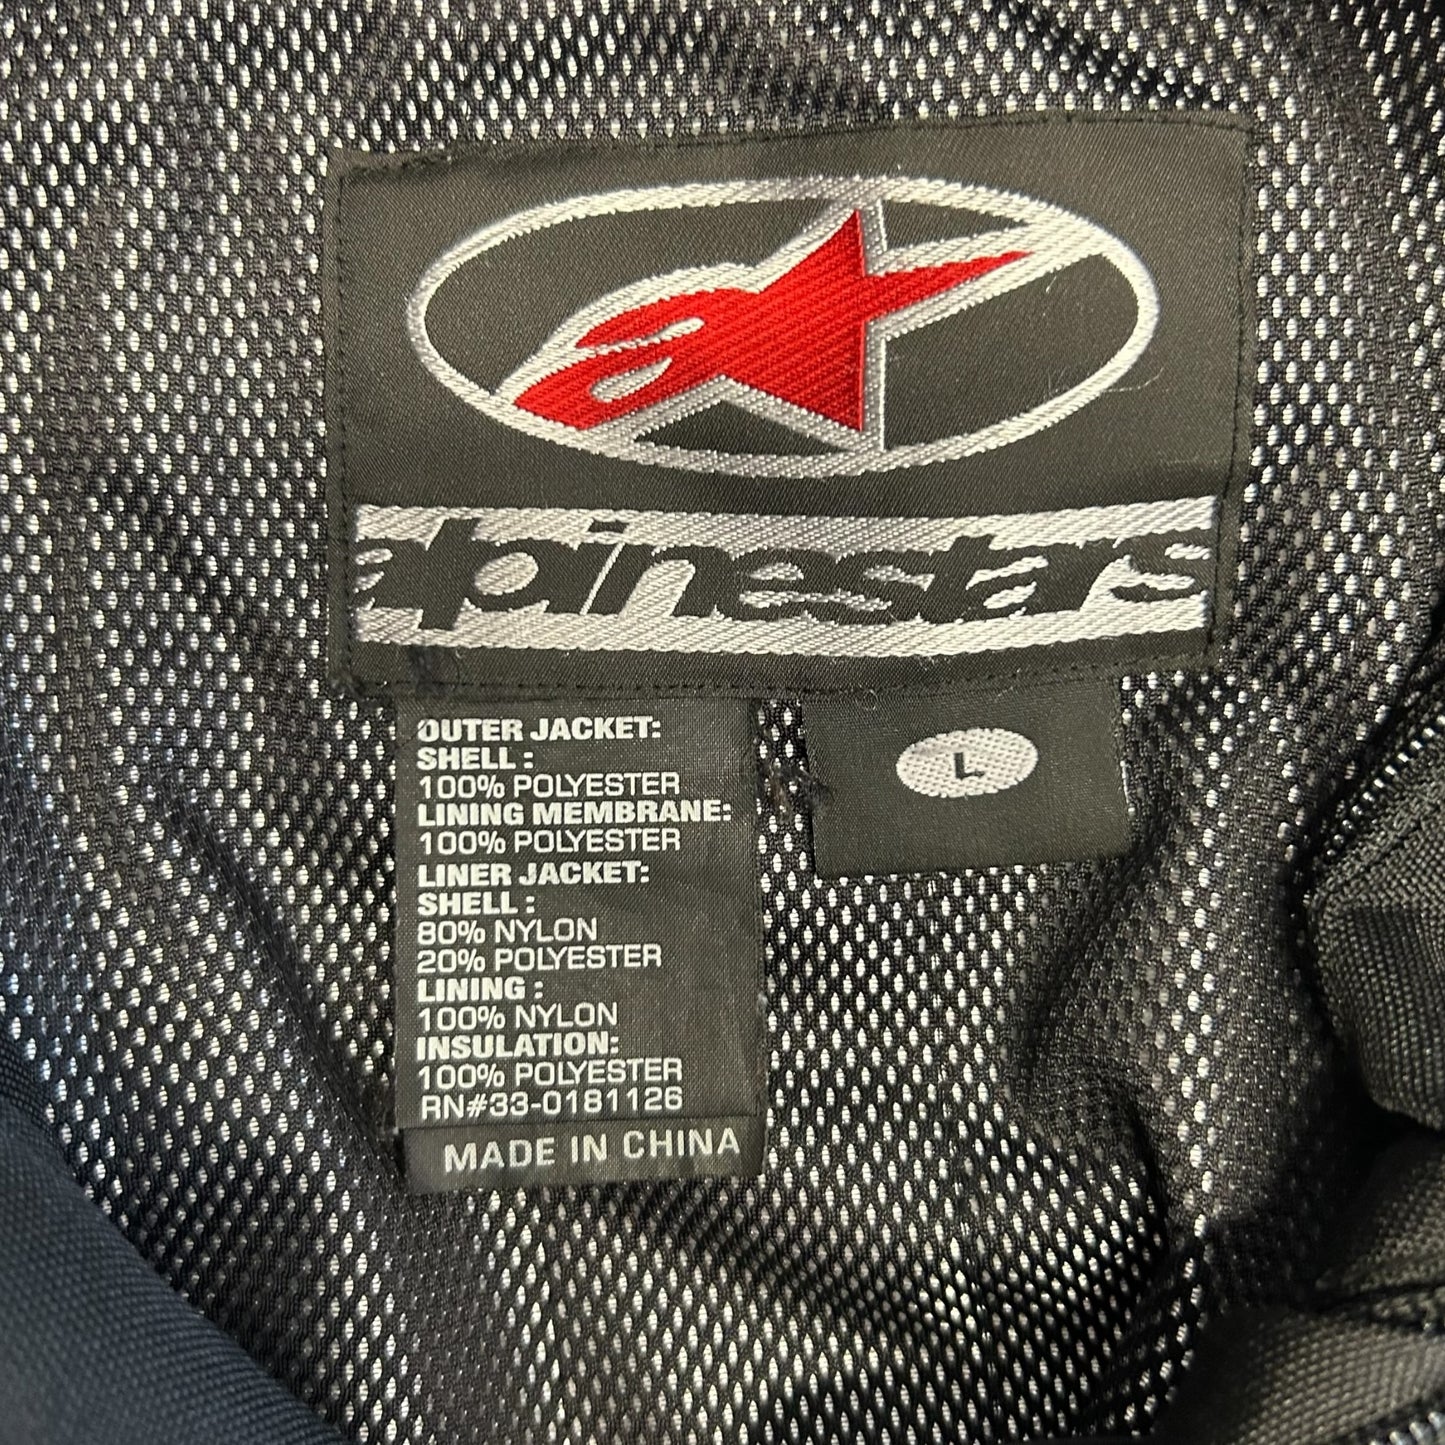 alpinestars
OUTER JACKET:
SHELL :
100% POLYESTER
LINING MEMBRANE:
100% POLYESTER
LINER JACKET:
SHELL :
80% NYLON
20% POLYESTER
LINING :
100% NYLON
INSULATION:
100% POLYESTER
RN#33-0181126
MADE IN CHINA
L